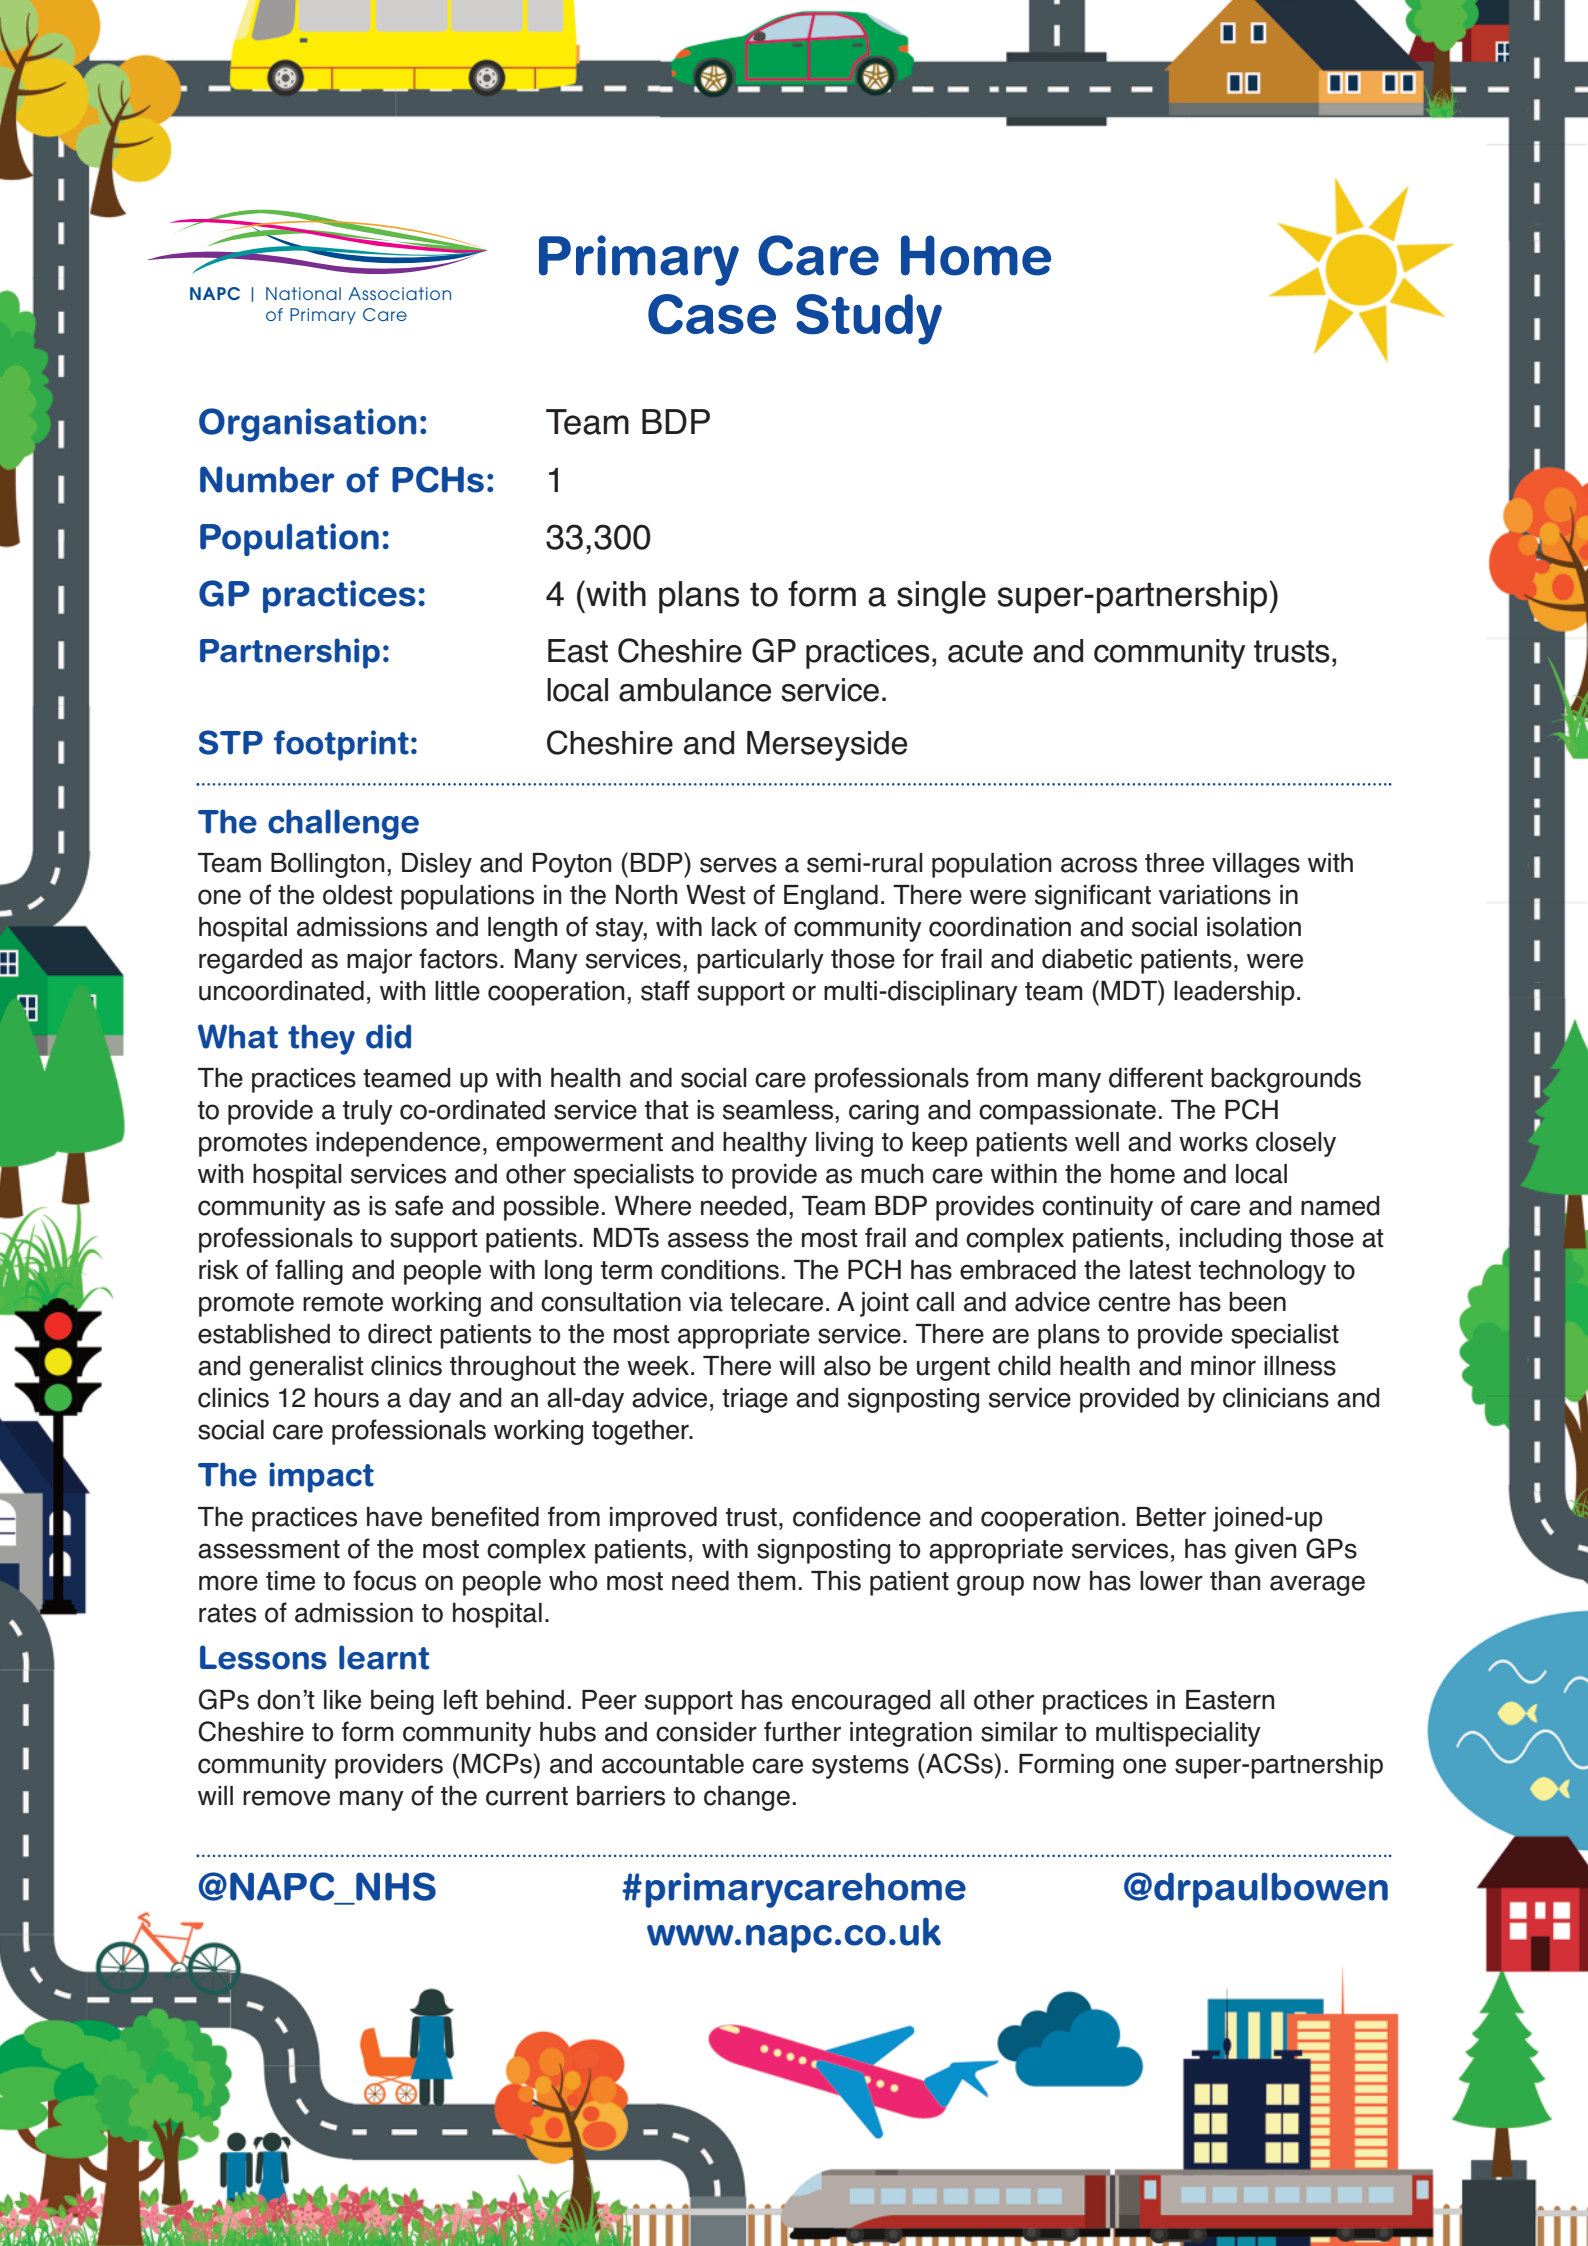 NAPC | National Association
of Primary Care
Primary Care Home
Case Study
Organisation: Team BDP
Number of PCHs: 1
Population: 33,300
GP practices: 4 (with plans to form a single super-partnership)
Partnership: East Cheshire GP practices, acute and community trusts,
local ambulance service.
STP footprint: Cheshire and Merseyside
The challenge
Team Bollington, Disley and Poyton (BDP) serves a semi-rural population across three villages with
one of the oldest populations in the North West of England. There were significant variations in
hospital admissions and length of stay, with lack of community coordination and social isolation
regarded as major factors. Many services, particularly those for frail and diabetic patients, were
uncoordinated, with little cooperation, staff support or multi-disciplinary team (MDT) leadership.
What they did
The practices teamed up with health and social care professionals from many different backgrounds
to provide a truly co-ordinated service that is seamless, caring and compassionate. The PCH
promotes independence, empowerment and healthy living to keep patients well and works closely
with hospital services and other specialists to provide as much care within the home and local
community as is safe and possible. Where needed, Team BDP provides continuity of care and named
professionals to support patients. MDTs assess the most frail and complex patients, including those at
risk of falling and people with long term conditions. The PCH has embraced the latest technology to
promote remote working and consultation via telecare. A joint call and advice centre has been
established to direct patients to the most appropriate service. There are plans to provide specialist
and generalist clinics throughout the week. There will also be urgent child health and minor illness
clinics 12 hours a day and an all-day advice, triage and signposting service provided by clinicians and
social care professionals working together.
The impact
The practices have benefited from improved trust, confidence and cooperation. Better joined-up
assessment of the most complex patients, with signposting to appropriate services, has given GPs
more time to focus on people who most need them. This patient group now has lower than average
rates of admission to hospital.
Lessons learnt
GPs don’t like being left behind. Peer support has encouraged all other practices in Eastern
Cheshire to form community hubs and consider further integration similar to multispeciality
community providers (MCPs) and accountable care systems (ACSs). Forming one super-partnership
will remove many of the current barriers to change.
@NAPC_NHS #primarycarehome @drpaulbowen
www.napc.co.uk